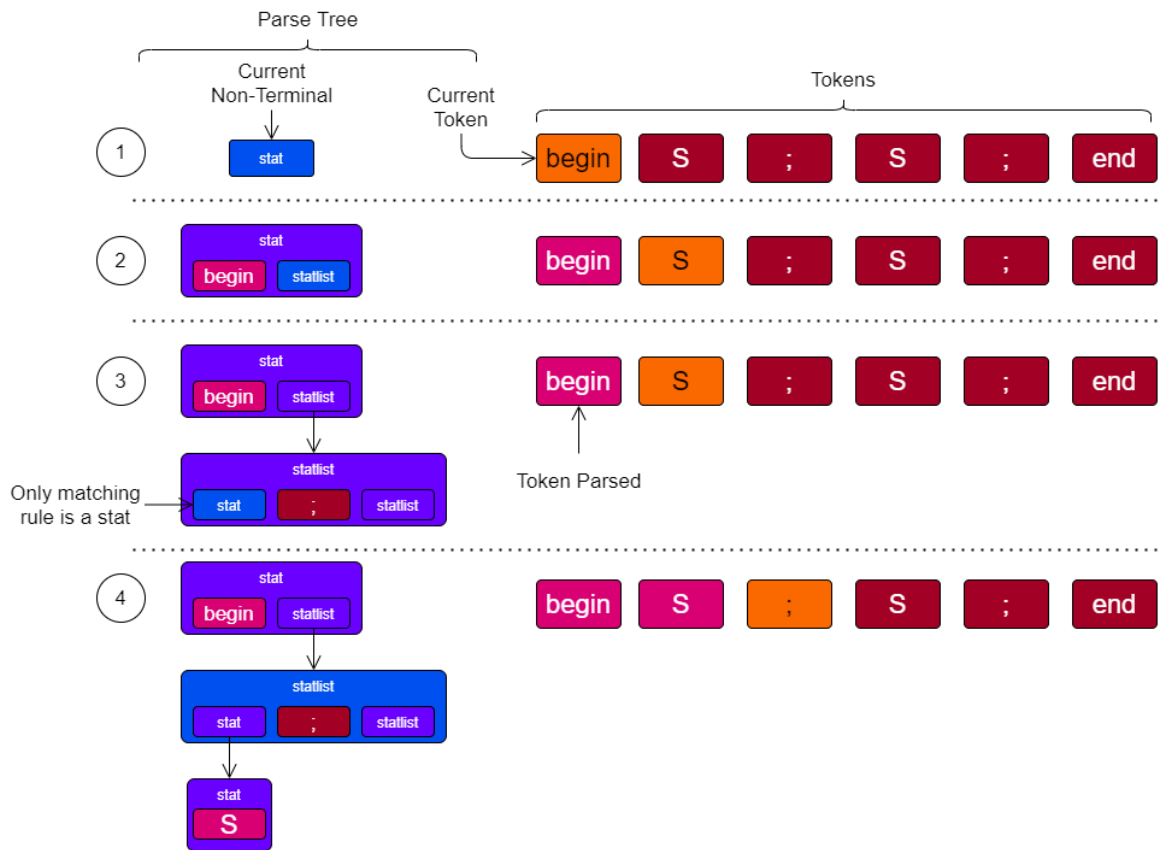 Parse Tree
Current
Non-Terminal
Current
Token
Tokens
1
stat
begin S ; S ; end
2
stat
begin statlist
begin S ; S ; end
3
stat
begin statlist
begin S ; S ; end
Token Parsed
statlist
Only matching
rule is a stat
stat ; statlist
4
stat
begin statlist
begin S ; S ; end
statlist
stat ; statlist
stat
S